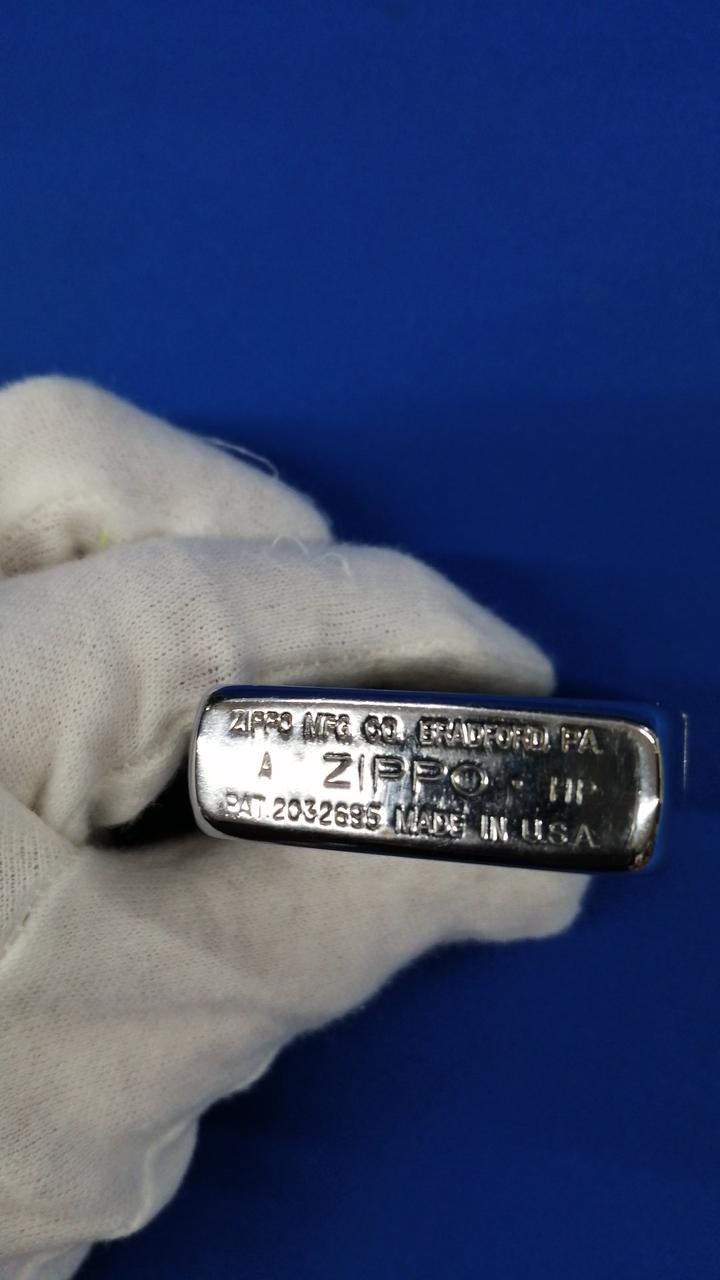 ZIPPO MFG. CO. BRADFORD, PA.
A ZIPPO · HP
PAT. 2032695 MADE IN U.S.A.